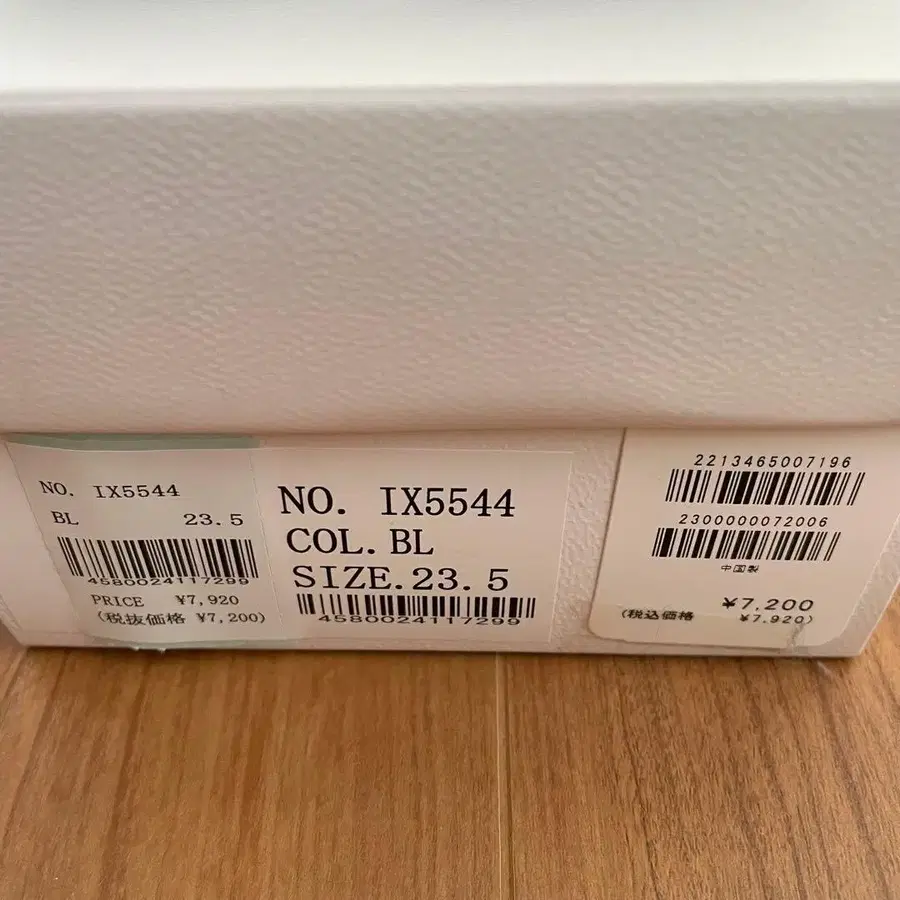 NO. IX5544
BL 23.5
4580024117299
PRICE ¥7,920
(税抜価格 ¥7,200)
NO. IX5544
COL. BL
SIZE.23.5
4580024117299
2213465007196
2300000072006
中国製
¥7,200
(税込価格 ¥7,920)